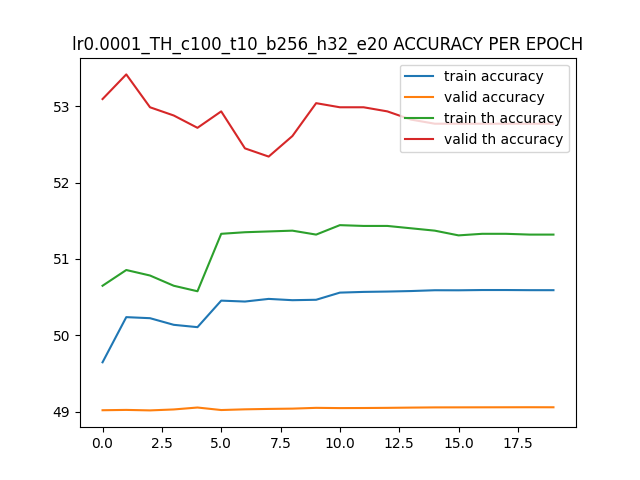 lr0.0001_TH_c100_t10_b256_h32_e20 ACCURACY PER EPOCH
train accuracy
valid accuracy
train th accuracy
valid th accuracy
53
52
51
50
49
0.0 2.5 5.0 7.5 10.0 12.5 15.0 17.5